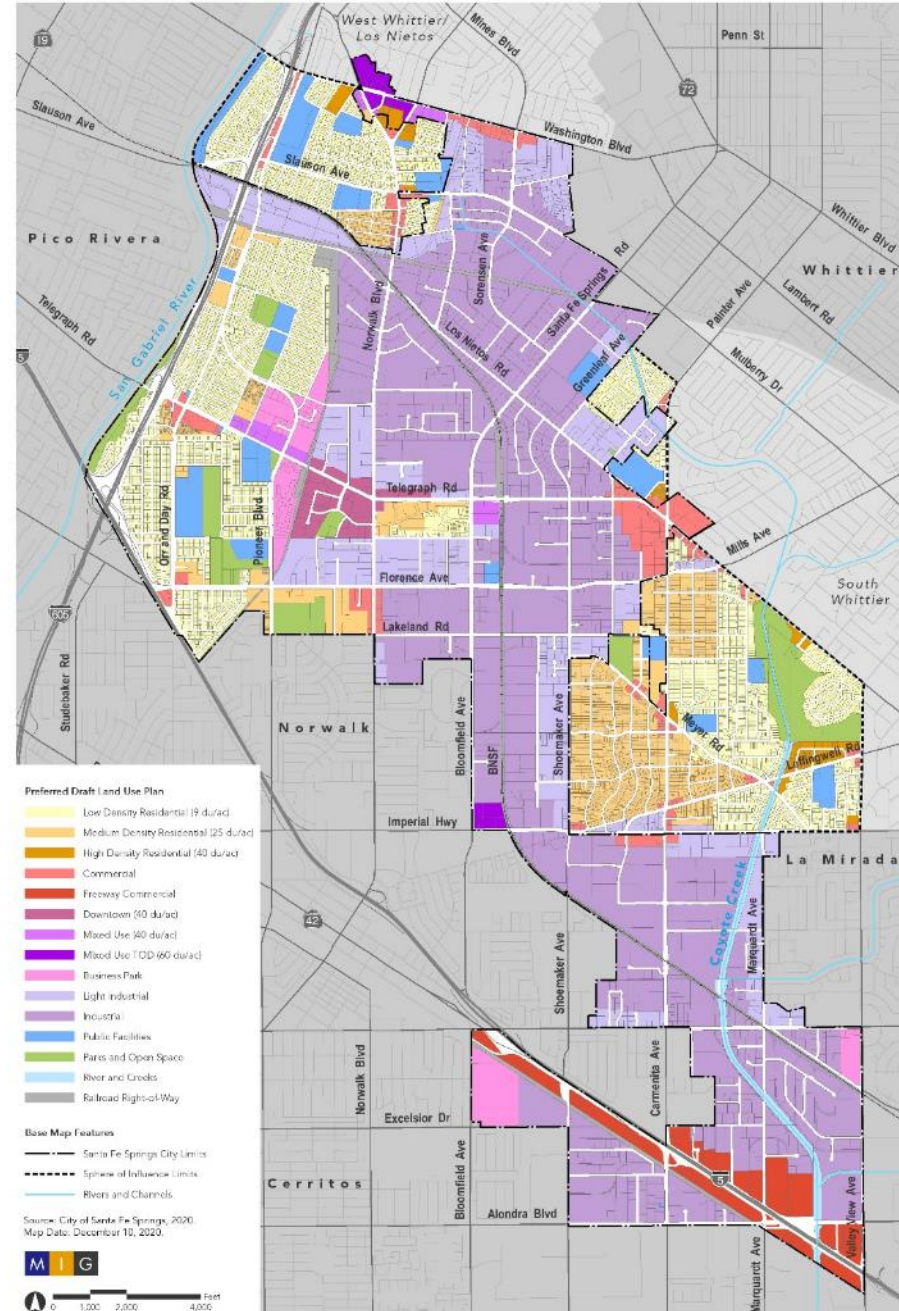 West Whittier/
Los Nietos
Mines Blvd
Penn St
19
72
Slauson Ave
Washington Blvd
Slauson Ave
Whittier Blvd
Pico Rivera
Whittier
Norwalk Blvd
Sorensen Ave
Santa Fe Springs Rd
Painter Ave
Lambert Rd
Telegraph Rd
San Gabriel River
Los Nietos Rd
Greenleaf Ave
Mulberry Dr
5
Telegraph Rd
Orr and Day Rd
Pioneer Blvd
Mills Ave
Florence Ave
South
Whittier
605
Lakeland Rd
Studebaker Rd
Norwalk
Bloomfield Ave
BNSF
Shoemaker Ave
Meyer Rd
Leffingwell Rd
Imperial Hwy
La Mirada
42
Coyote Creek
Marquardt Ave
Shoemaker Ave
Norwalk Blvd
Carmenita Ave
Excelsior Dr
5
Cerritos
Bloomfield Ave
Alondra Blvd
Valley View Ave
Marquardt Ave
Preferred Draft Land Use Plan
Low Density Residential (9 du/ac)
Medium Density Residential (25 du/ac)
High Density Residential (40 du/ac)
Commercial
Freeway Commercial
Downtown (40 du/ac)
Mixed Use (40 du/ac)
Mixed Use TOD (60 du/ac)
Business Park
Light Industrial
Industrial
Public Facilities
Parks and Open Space
River and Creeks
Railroad Right-of-Way
Base Map Features
Santa Fe Springs City Limits
Sphere of Influence Limits
Rivers and Channels
Source: City of Santa Fe Springs, 2020.
Map Date: December 10, 2020.
M I G
0 1,000 2,000 4,000 Feet